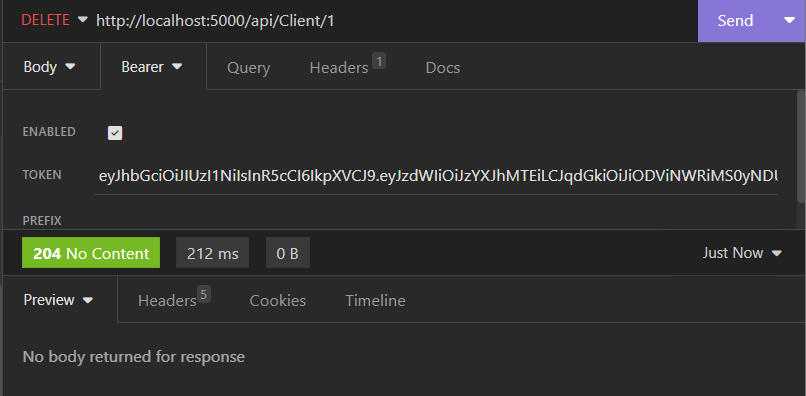 DELETE http://localhost:5000/api/Client/1 Send
Body Bearer Query Headers 1 Docs
ENABLED
TOKEN eyJhbGciOiJIUzI1NiIsInR5cCI6IkpXVCJ9.eyJzdWIiOiJzYXJhMTEiLCJqdGkiOiJiODViNWRiMS0yNDU
PREFIX
204 No Content 212 ms 0 B Just Now
Preview Headers 5 Cookies Timeline
No body returned for response